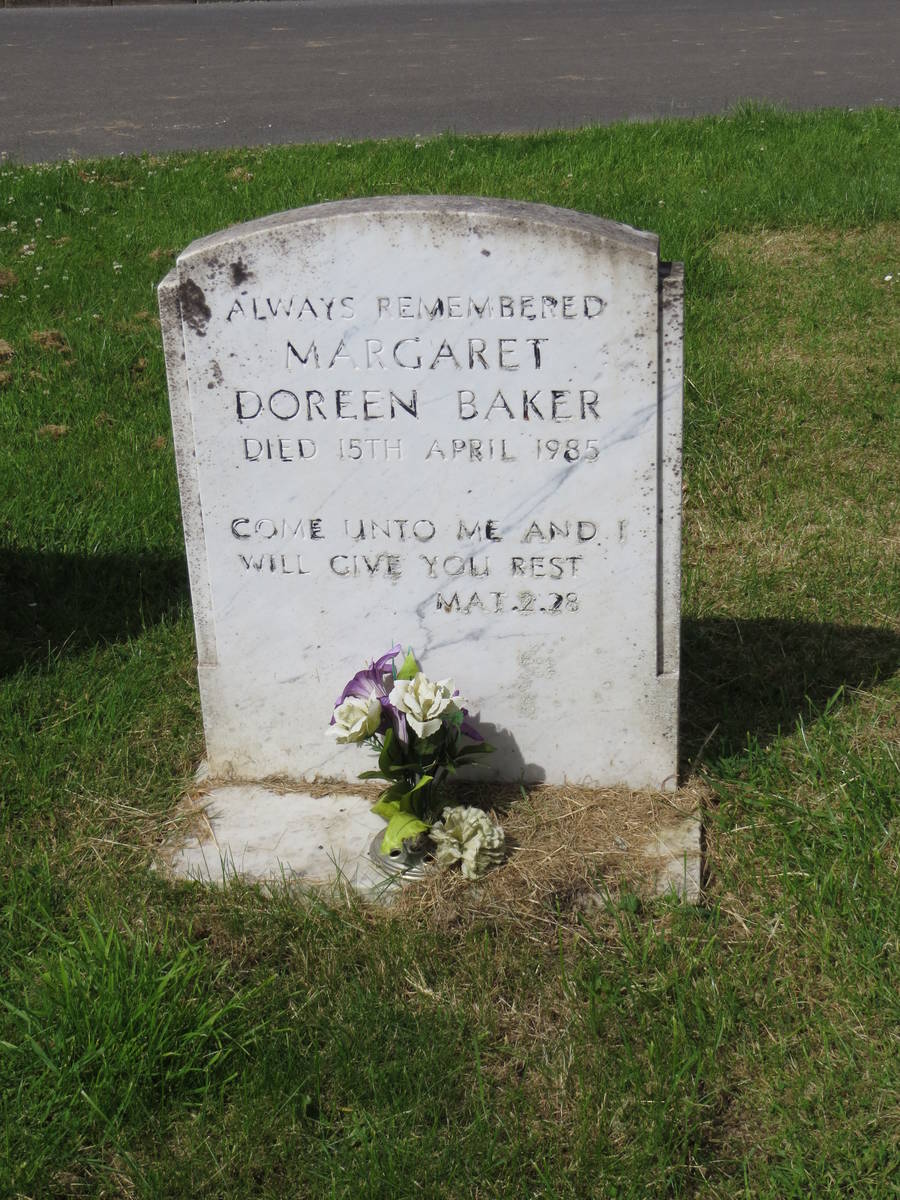 ALWAYS REMEMBERED
MARGARET
DOREEN BAKER
DIED 15TH APRIL 1985
COME UNTO ME AND I
WILL GIVE YOU REST
MAT.2.28